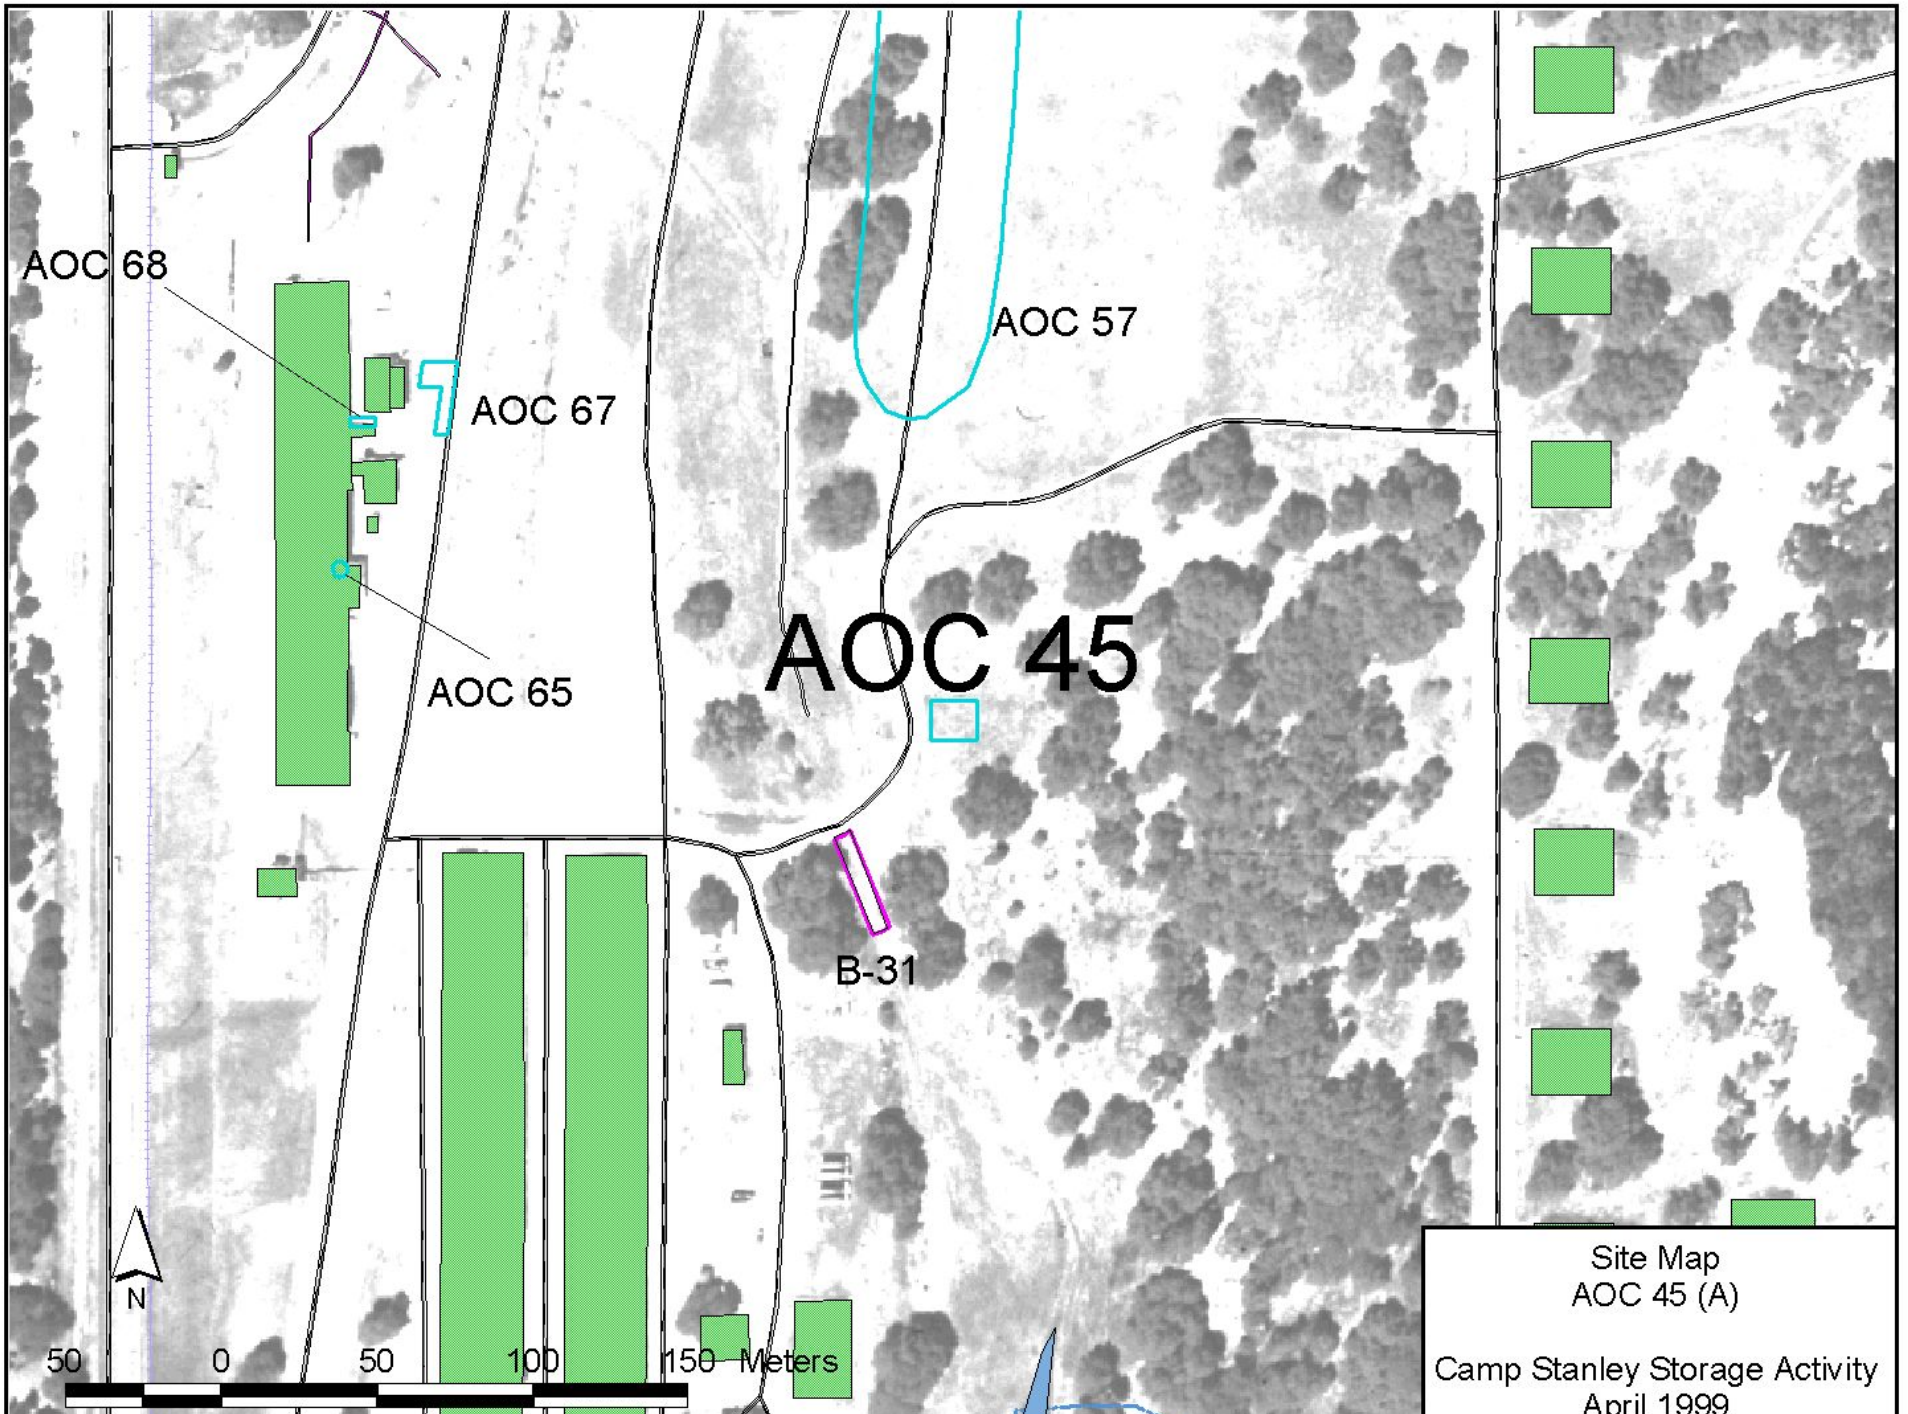 AOC 68
AOC 57
AOC 67
AOC 45
AOC 65
B-31
N
50 0 50 100 150 Meters
Site Map
AOC 45 (A)
Camp Stanley Storage Activity
April 1999